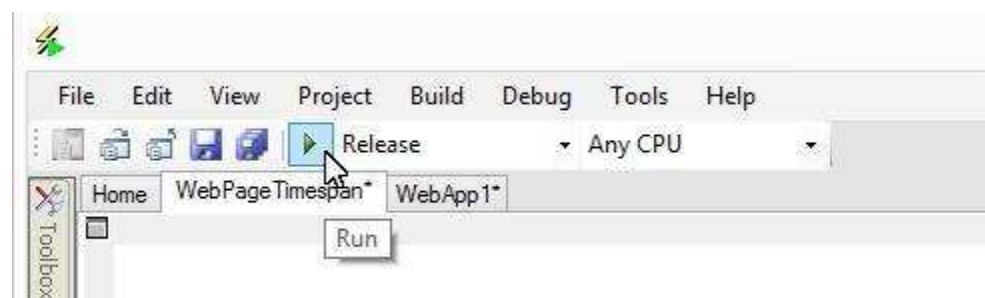 File Edit View Project Build Debug Tools Help
Release Any CPU
Home WebPageTimespan* WebApp1*
Run
Toolbox